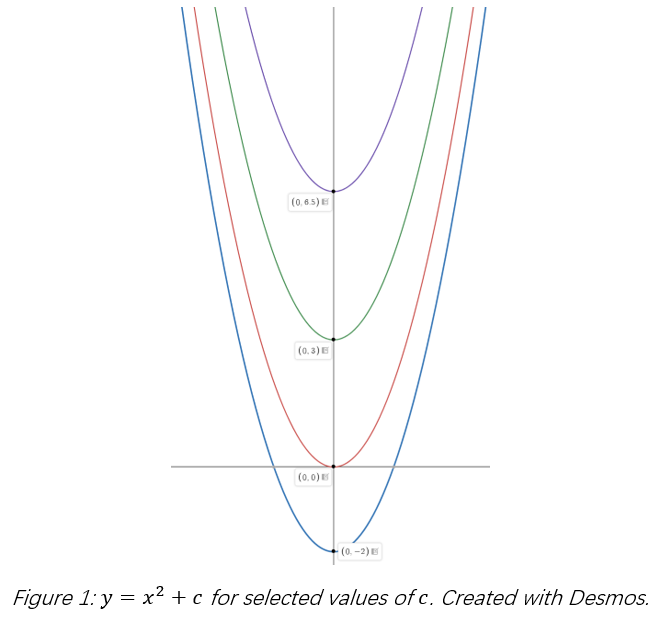 (0, 6.5)
(0, 3)
(0, 0)
(0, −2)
Figure 1: y = x² + c for selected values of c. Created with Desmos.